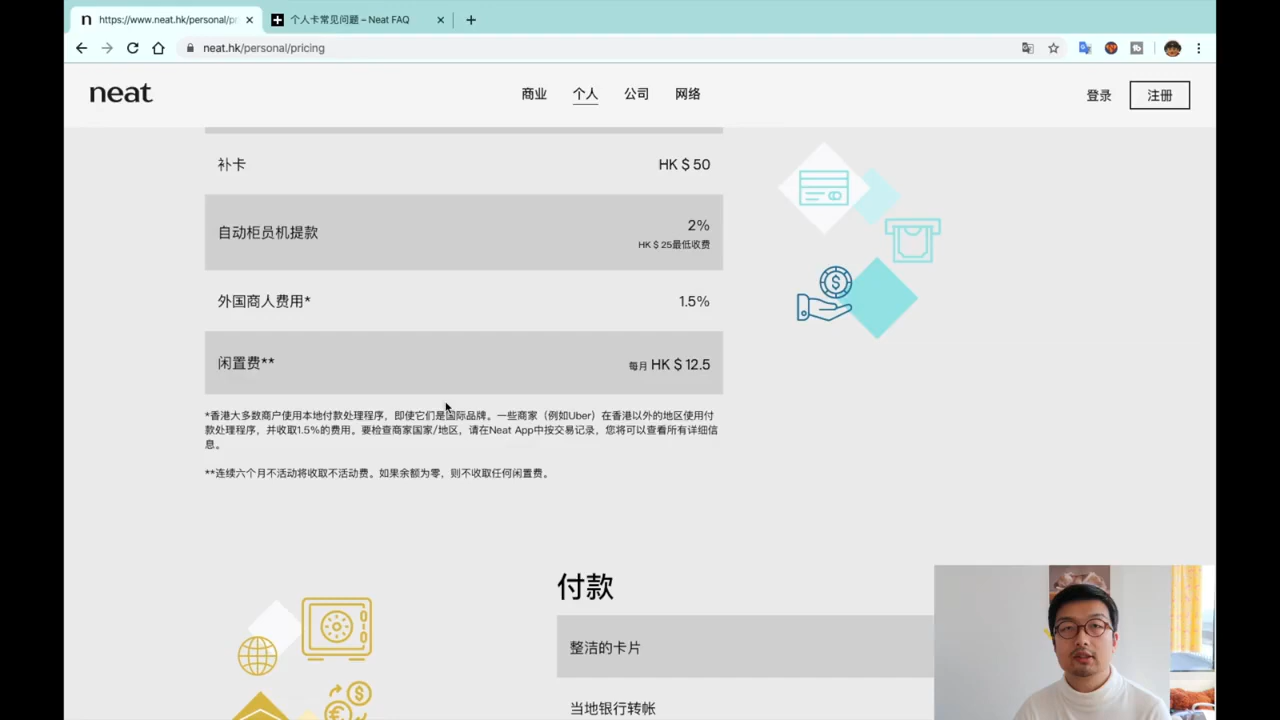 https://www.neat.hk/personal/pr
个人卡常见问题 – Neat FAQ
neat.hk/personal/pricing
neat
商业
个人
公司
网络
登录
注册
补卡
HK $ 50
自动柜员机提款
2%
HK $ 25最低收费
外国商人费用*
1.5%
闲置费**
每月 HK $ 12.5
*香港大多数商户使用本地付款处理程序，即使它们是国际品牌。一些商家（例如Uber）在香港以外的地区使用付
款处理程序，并收取1.5%的费用。要检查商家国家/地区，请在Neat App中按交易记录，您将可以查看所有详细信
息。
**连续六个月不活动将收取不活动费。如果余额为零，则不收取任何闲置费。
付款
整洁的卡片
当地银行转帐